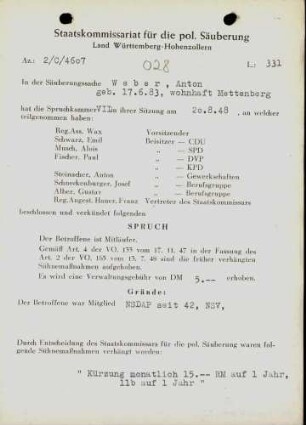 Staatskommissariat für die pol. Säuberung
Land Württemberg-Hohenzollern
Az.: 2/C/4607
028
L.: 331
In der Säuberungssache Weber, Anton
geb. 17.6.83, wohnhaft Mettenberg
hat die Spruchkammer VII in ihrer Sitzung am 20.8.48 , an welcher
teilgenommen haben:
Reg.Ass. Wax Vorsitzender
Schwarz, Emil Beisitzer — CDU
Munch, Alois „ — SPD
Fischer, Paul „ — DVP
„ — KPD
Steinacher, Anton „ — Gewerkschaften
Schneckenburger, Josef „ — Berufsgruppe
Alber, Gustav „ — Berufsgruppe
Reg.Angest. Hauer, Franz Vertreter des Staatskommissars
beschlossen und verkündet folgenden
SPRUCH
Der Betroffene ist Mitläufer.
Gemäß Art. 4 der VO. 133 vom 17. 11. 47 in der Fassung des
Art. 2 der VO. 165 vom 13. 7. 48 sind die früher verhängten
Sühnemaßnahmen aufgehoben.
Es wird eine Verwaltungsgebühr von DM 5.-- erhoben.
Gründe:
Der Betroffene war Mitglied NSDAP seit 42, NSV,
Durch Entscheidung des Staatskommissars für die pol. Säuberung waren fol-
gende Sühnemaßnahmen verhängt worden:
" Kürzung monatlich 15.-- RM auf 1 Jahr,
11b auf 1 Jahr "